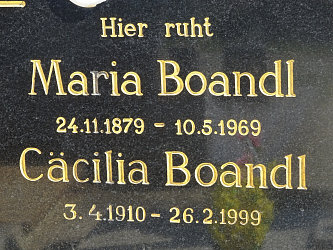 Hier ruht
Maria Boandl
24.11.1879 - 10.5.1969
Cäcilia Boandl
3.4.1910 - 26.2.1999